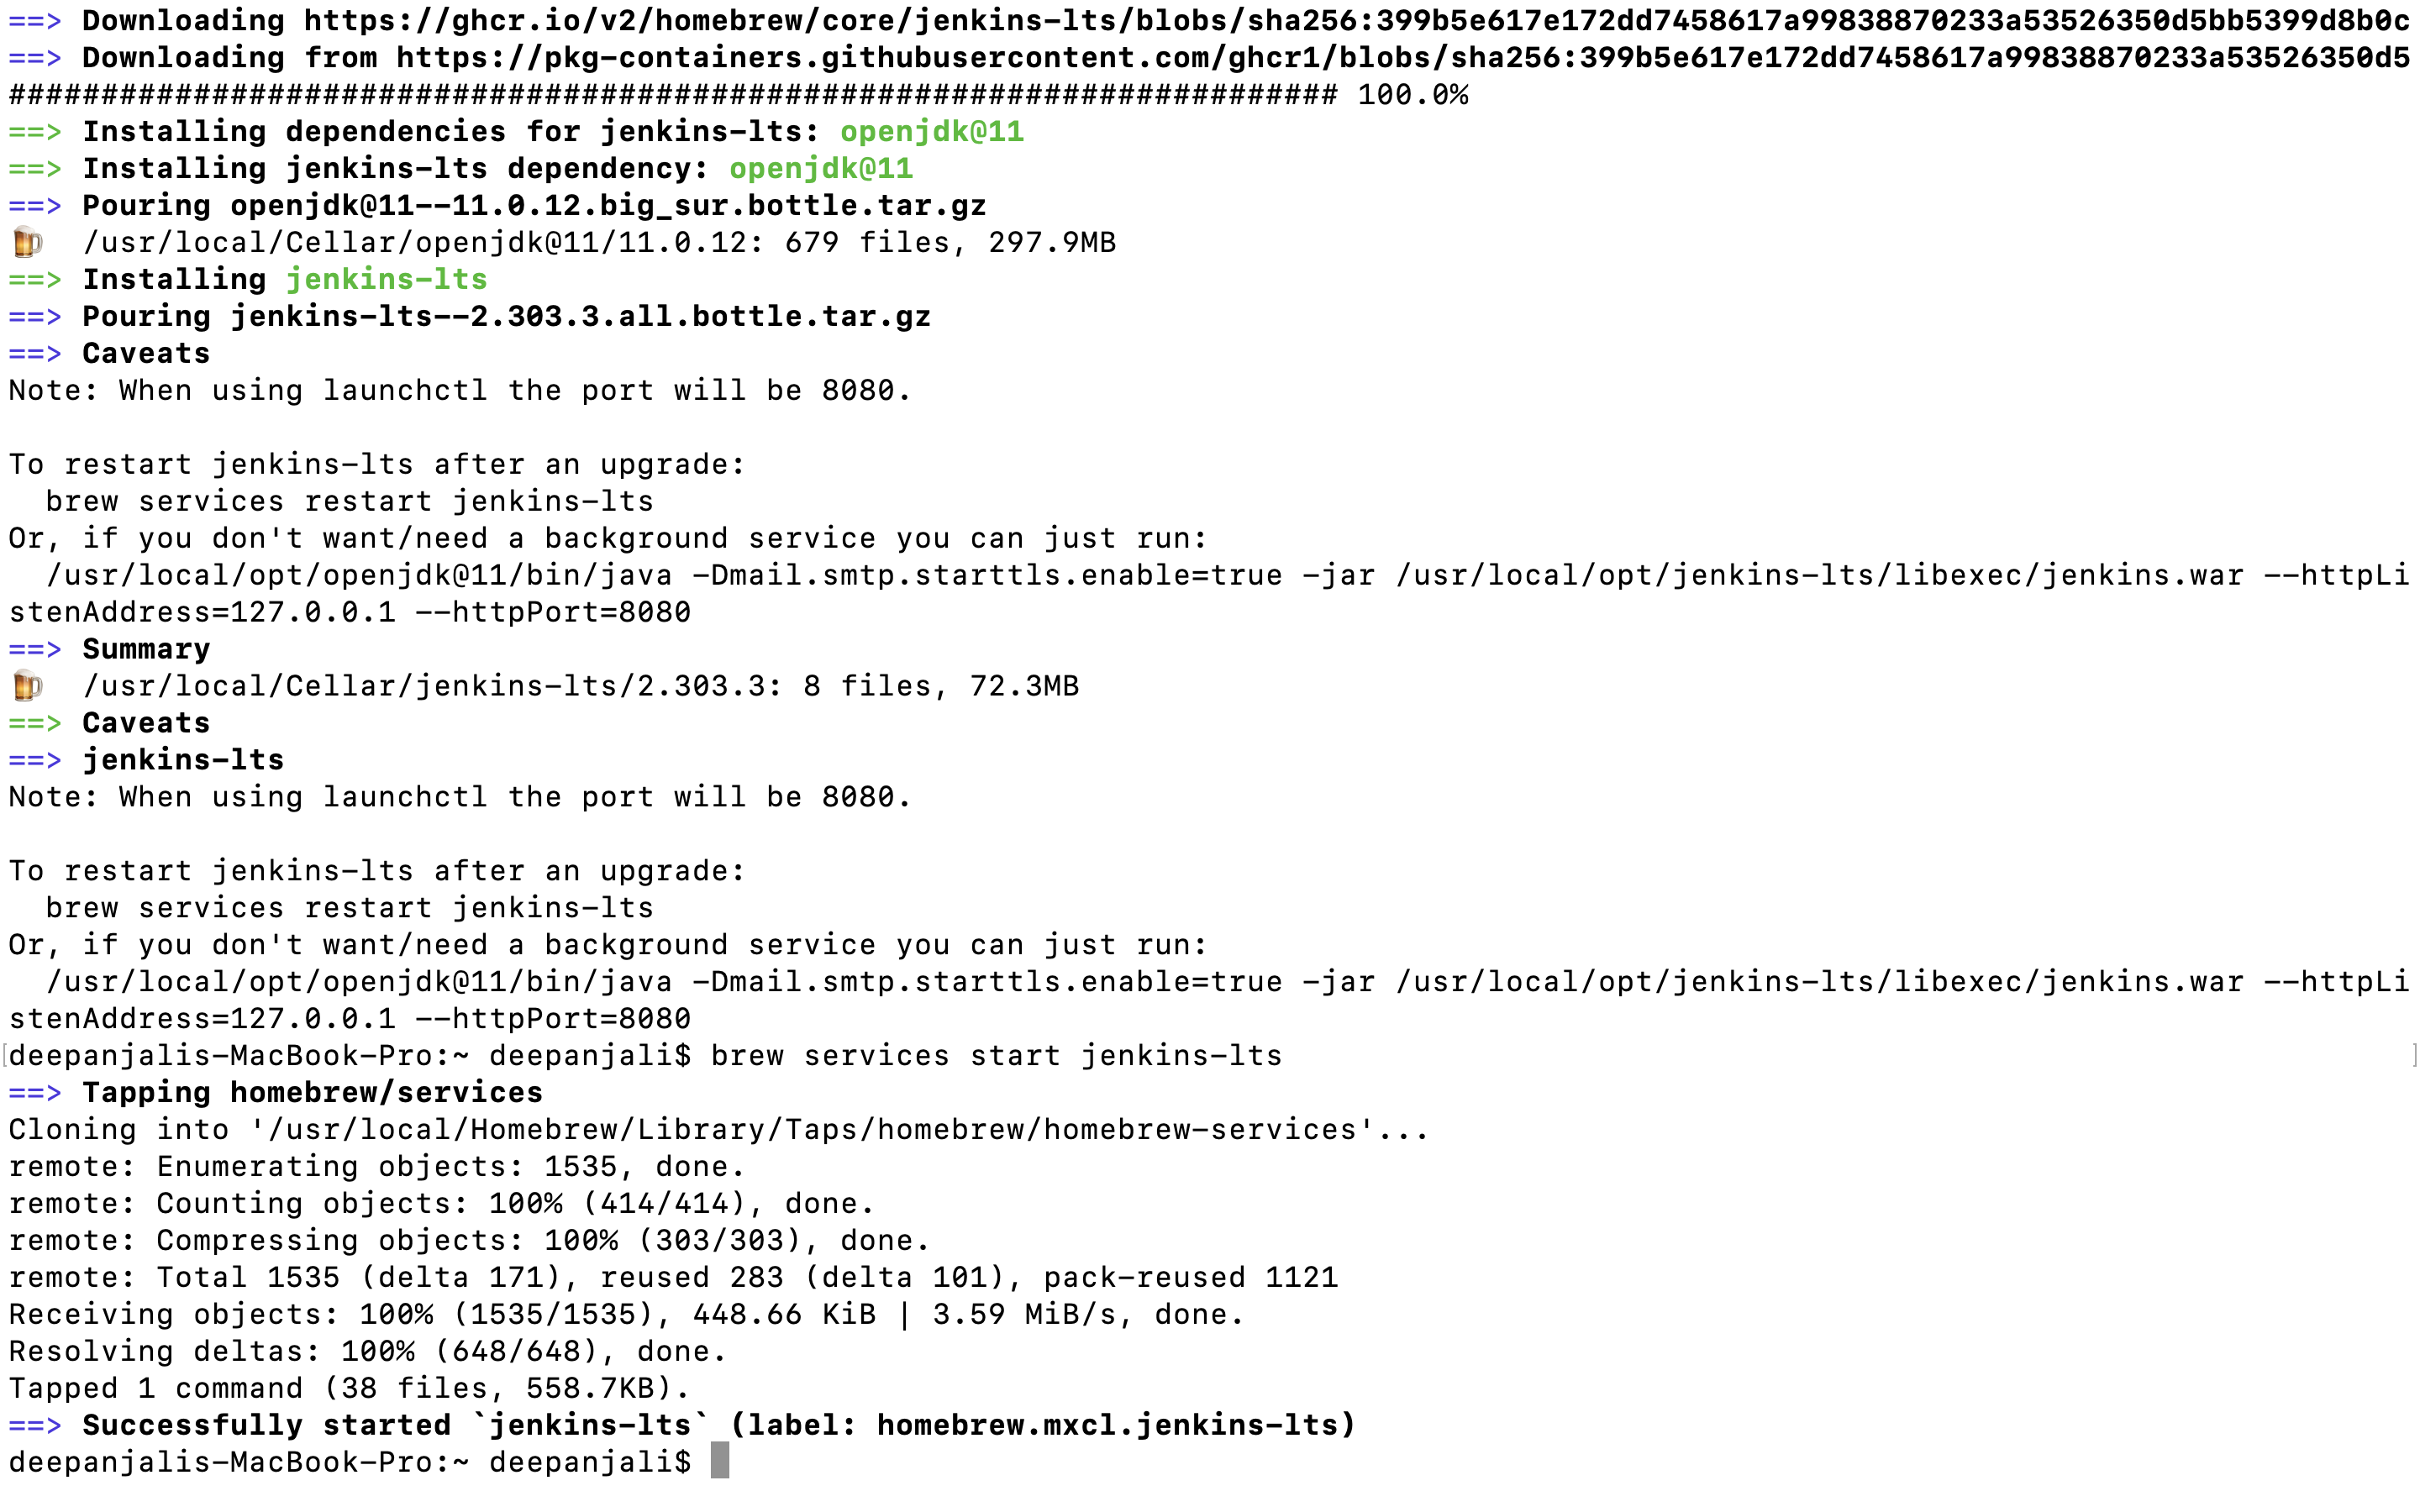 ==> Downloading https://ghcr.io/v2/homebrew/core/jenkins-lts/blobs/sha256:399b5e617e172dd7458617a99838870233a53526350d5bb5399d8b0c
==> Downloading from https://pkg-containers.githubusercontent.com/ghcr1/blobs/sha256:399b5e617e172dd7458617a99838870233a53526350d5
######################################################################## 100.0%
==> Installing dependencies for jenkins-lts: openjdk@11
==> Installing jenkins-lts dependency: openjdk@11
==> Pouring openjdk@11--11.0.12.big_sur.bottle.tar.gz
🍺  /usr/local/Cellar/openjdk@11/11.0.12: 679 files, 297.9MB
==> Installing jenkins-lts
==> Pouring jenkins-lts--2.303.3.all.bottle.tar.gz
==> Caveats
Note: When using launchctl the port will be 8080.

To restart jenkins-lts after an upgrade:
  brew services restart jenkins-lts
Or, if you don't want/need a background service you can just run:
  /usr/local/opt/openjdk@11/bin/java -Dmail.smtp.starttls.enable=true -jar /usr/local/opt/jenkins-lts/libexec/jenkins.war --httpLi
stenAddress=127.0.0.1 --httpPort=8080
==> Summary
🍺  /usr/local/Cellar/jenkins-lts/2.303.3: 8 files, 72.3MB
==> Caveats
==> jenkins-lts
Note: When using launchctl the port will be 8080.

To restart jenkins-lts after an upgrade:
  brew services restart jenkins-lts
Or, if you don't want/need a background service you can just run:
  /usr/local/opt/openjdk@11/bin/java -Dmail.smtp.starttls.enable=true -jar /usr/local/opt/jenkins-lts/libexec/jenkins.war --httpLi
stenAddress=127.0.0.1 --httpPort=8080
[deepanjalis-MacBook-Pro:~ deepanjali$ brew services start jenkins-lts ]
==> Tapping homebrew/services
Cloning into '/usr/local/Homebrew/Library/Taps/homebrew/homebrew-services'...
remote: Enumerating objects: 1535, done.
remote: Counting objects: 100% (414/414), done.
remote: Compressing objects: 100% (303/303), done.
remote: Total 1535 (delta 171), reused 283 (delta 101), pack-reused 1121
Receiving objects: 100% (1535/1535), 448.66 KiB | 3.59 MiB/s, done.
Resolving deltas: 100% (648/648), done.
Tapped 1 command (38 files, 558.7KB).
==> Successfully started `jenkins-lts` (label: homebrew.mxcl.jenkins-lts)
deepanjalis-MacBook-Pro:~ deepanjali$